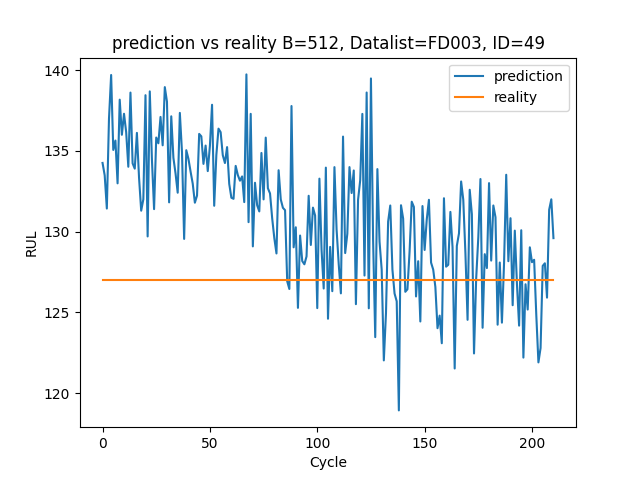 prediction vs reality B=512, Datalist=FD003, ID=49
140
135
130
125
120
RUL
prediction
reality
0
50
100
150
200
Cycle